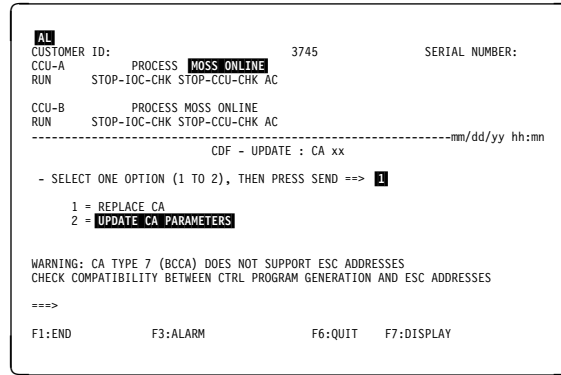 AL
CUSTOMER ID: 3745 SERIAL NUMBER:
CCU-A PROCESS MOSS ONLINE
RUN STOP-IOC-CHK STOP-CCU-CHK AC
CCU-B PROCESS MOSS ONLINE
RUN STOP-IOC-CHK STOP-CCU-CHK AC
---------------------------------------------------------------mm/dd/yy hh:mn
CDF - UPDATE : CA xx
- SELECT ONE OPTION (1 TO 2), THEN PRESS SEND ==> 1
1 = REPLACE CA
2 = UPDATE CA PARAMETERS
WARNING: CA TYPE 7 (BCCA) DOES NOT SUPPORT ESC ADDRESSES
CHECK COMPATIBILITY BETWEEN CTRL PROGRAM GENERATION AND ESC ADDRESSES
===>
F1:END F3:ALARM F6:QUIT F7:DISPLAY